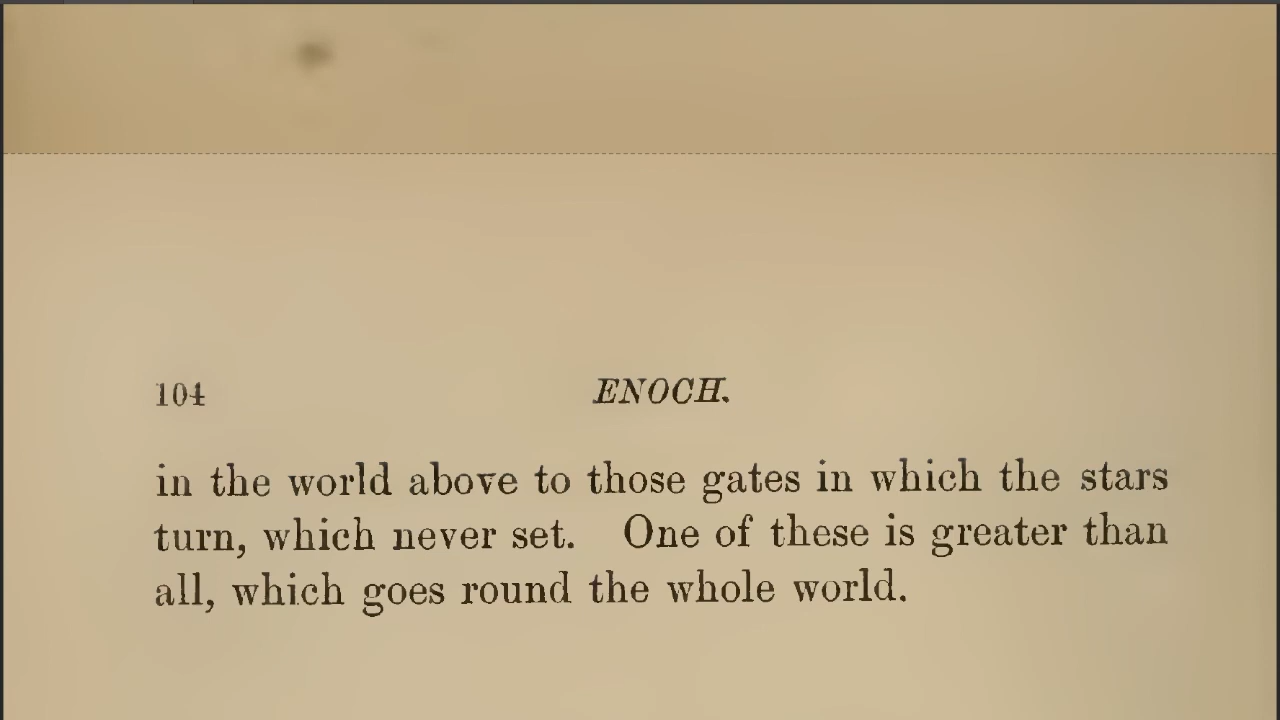 104 ENOCH.
in the world above to those gates in which the stars
turn, which never set. One of these is greater than
all, which goes round the whole world.